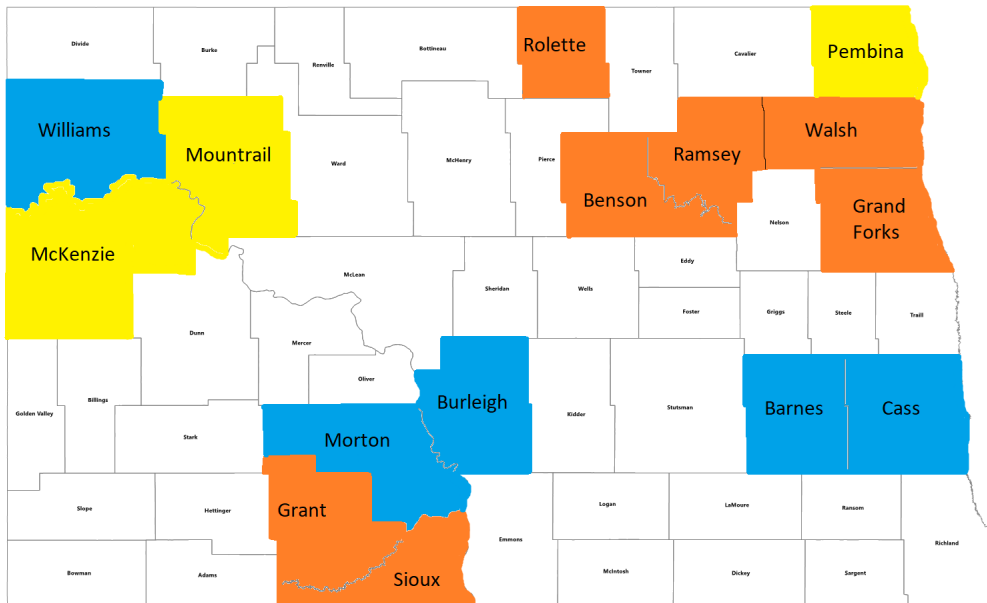 Divide
Burke
Renville
Bottineau
Rolette
Towner
Cavalier
Pembina
Williams
Mountrail
Ward
McHenry
Pierce
Benson
Ramsey
Walsh
Nelson
Grand
Forks
McKenzie
McLean
Sheridan
Wells
Eddy
Foster
Griggs
Steele
Traill
Dunn
Mercer
Oliver
Golden Valley
Billings
Stark
Morton
Burleigh
Kidder
Stutsman
Barnes
Cass
Slope
Hettinger
Grant
Logan
LaMoure
Ransom
Emmons
Richland
Bowman
Adams
Sioux
McIntosh
Dickey
Sargent